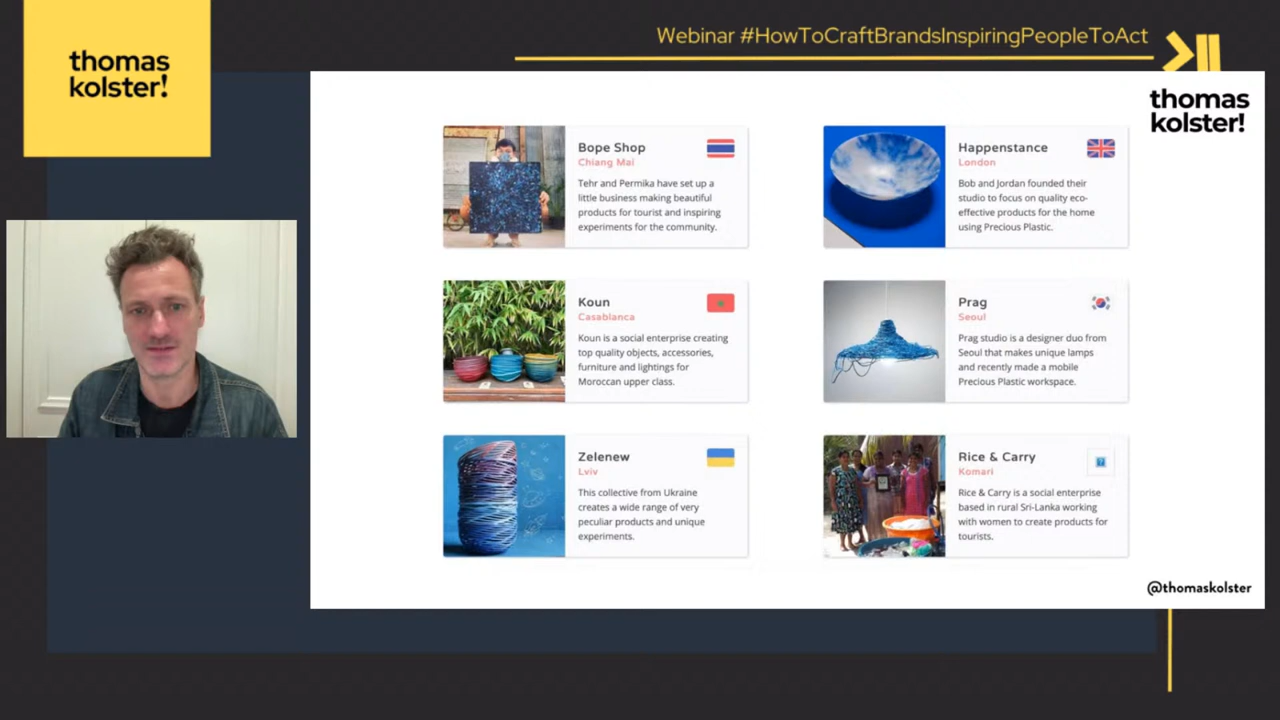 thomas
kolster!
Webinar #HowToCraftBrandsInspiringPeopleToAct
thomas
kolster!
Bope Shop
Chiang Mai
Tehr and Permika have set up a
little business making beautiful
products for tourist and inspiring
experiments for the community.
Happenstance
London
Bob and Jordan founded their
studio to focus on quality eco-
effective products for the home
using Precious Plastic.
Koun
Casablanca
Koun is a social enterprise creating
top quality objects, accessories,
furniture and lightings for
Moroccan upper class.
Prag
Seoul
Prag studio is a designer duo from
Seoul that makes unique lamps
and recently made a mobile
Precious Plastic workspace.
Zelenew
Lviv
This collective from Ukraine
creates a wide range of very
peculiar products and unique
experiments.
Rice & Carry
Komari
?
Rice & Carry is a social enterprise
based in rural Sri-Lanka working
with women to create products for
tourists.
@thomaskolster